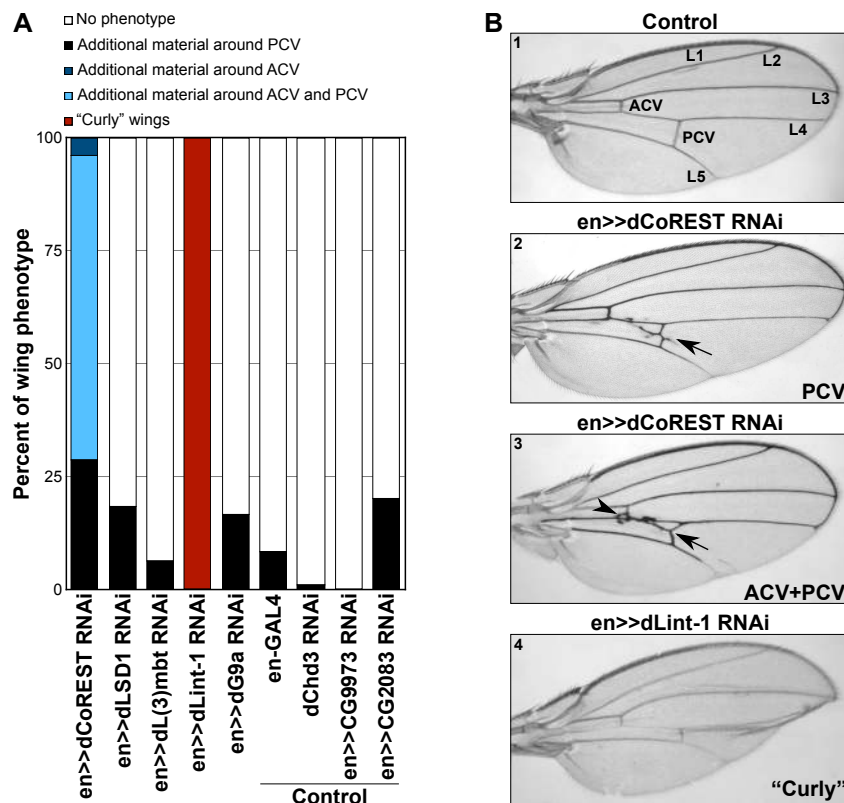 A
No phenotype
Additional material around PCV
Additional material around ACV
Additional material around ACV and PCV
“Curly” wings
Percent of wing phenotype
100
75
50
25
0
en>>dCoREST RNAi
en>>dLSD1 RNAi
en>>dL(3)mbt RNAi
en>>dLint-1 RNAi
en>>dG9a RNAi
en-GAL4
dChd3 RNAi
en>>CG9973 RNAi
en>>CG2083 RNAi
Control
B
Control
1
L1
L2
ACV
L3
PCV
L4
L5
en>>dCoREST RNAi
2
PCV
en>>dCoREST RNAi
3
ACV+PCV
en>>dLint-1 RNAi
4
“Curly”